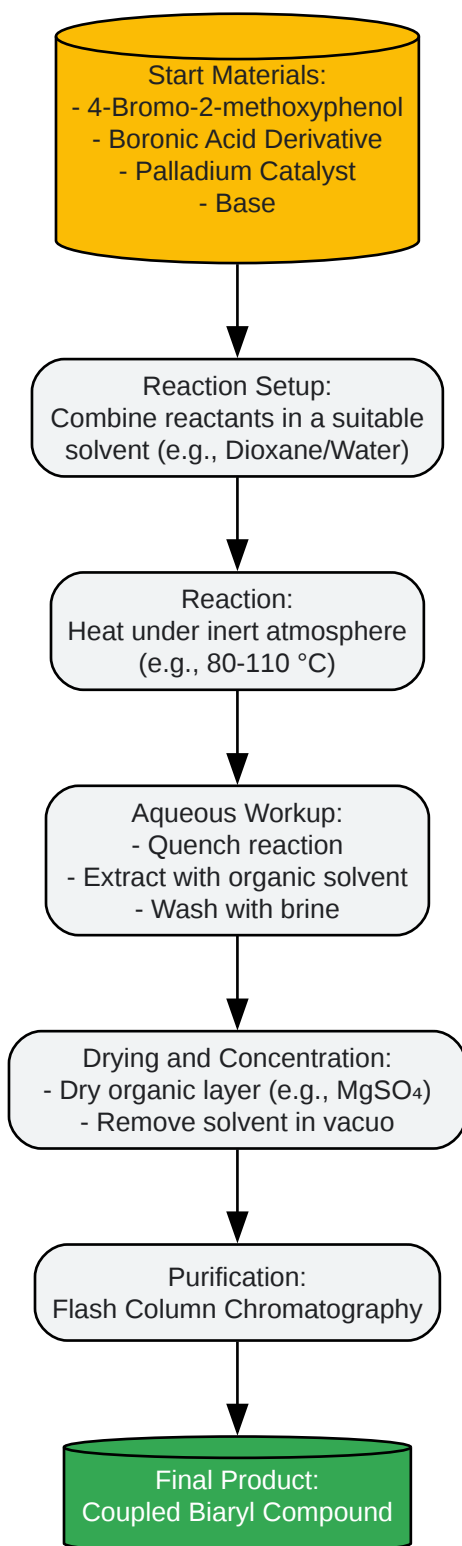 Start Materials:
- 4-Bromo-2-methoxyphenol
- Boronic Acid Derivative
- Palladium Catalyst
- Base
Reaction Setup:
Combine reactants in a suitable
solvent (e.g., Dioxane/Water)
Reaction:
Heat under inert atmosphere
(e.g., 80-110 °C)
Aqueous Workup:
- Quench reaction
- Extract with organic solvent
- Wash with brine
Drying and Concentration:
- Dry organic layer (e.g., MgSO₄)
- Remove solvent in vacuo
Purification:
Flash Column Chromatography
Final Product:
Coupled Biaryl Compound